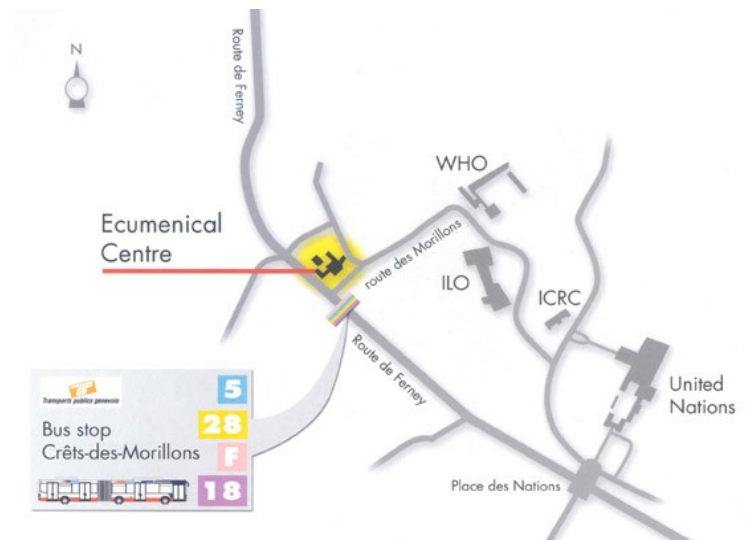 N
Route de Ferney
WHO
Ecumenical
Centre
route des Morillons
ILO
ICRC
Route de Ferney
United
Nations
Place des Nations
Transports publics genevois
Bus stop
Crêts-des-Morillons
5
28
F
18